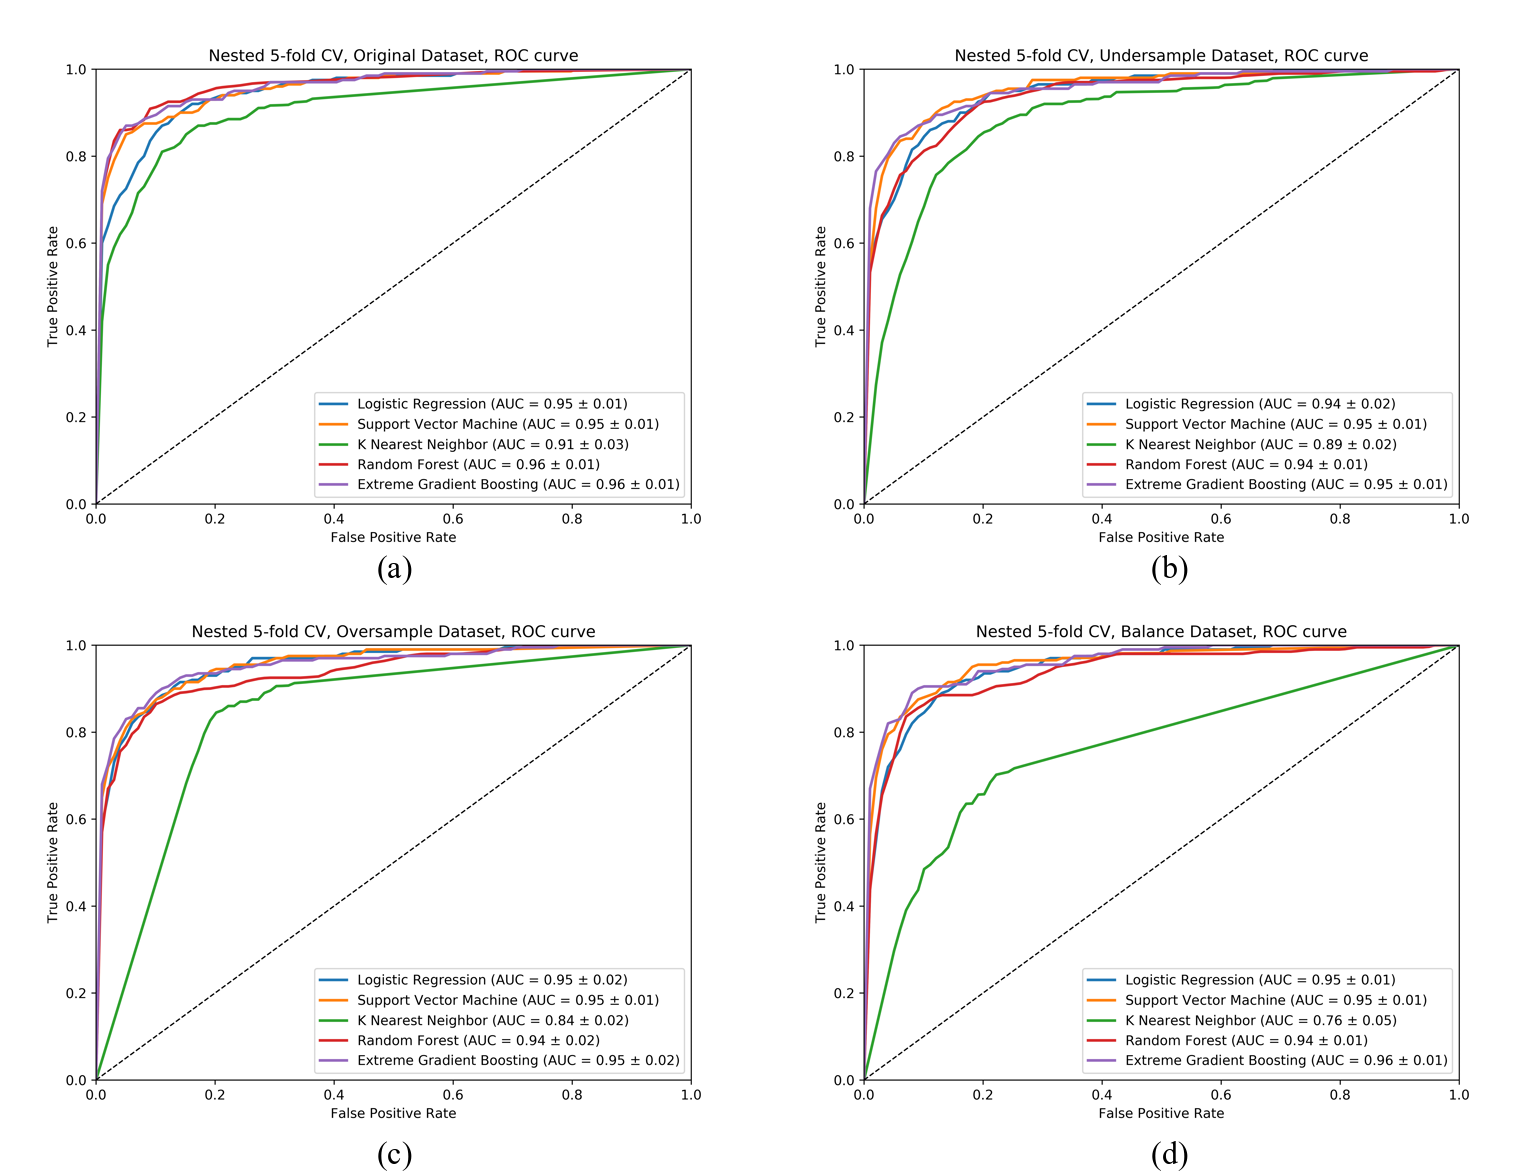 Nested 5-fold CV, Original Dataset, ROC curve
True Positive Rate
1.0
0.8
0.6
0.4
0.2
0.0
Logistic Regression (AUC = 0.95 ± 0.01)
Support Vector Machine (AUC = 0.95 ± 0.01)
K Nearest Neighbor (AUC = 0.91 ± 0.03)
Random Forest (AUC = 0.96 ± 0.01)
Extreme Gradient Boosting (AUC = 0.96 ± 0.01)
0.0 0.2 0.4 0.6 0.8 1.0
False Positive Rate
(a)
Nested 5-fold CV, Undersample Dataset, ROC curve
True Positive Rate
1.0
0.8
0.6
0.4
0.2
0.0
Logistic Regression (AUC = 0.94 ± 0.02)
Support Vector Machine (AUC = 0.95 ± 0.01)
K Nearest Neighbor (AUC = 0.89 ± 0.02)
Random Forest (AUC = 0.94 ± 0.01)
Extreme Gradient Boosting (AUC = 0.95 ± 0.01)
0.0 0.2 0.4 0.6 0.8 1.0
False Positive Rate
(b)
Nested 5-fold CV, Oversample Dataset, ROC curve
True Positive Rate
1.0
0.8
0.6
0.4
0.2
0.0
Logistic Regression (AUC = 0.95 ± 0.02)
Support Vector Machine (AUC = 0.95 ± 0.01)
K Nearest Neighbor (AUC = 0.84 ± 0.02)
Random Forest (AUC = 0.94 ± 0.02)
Extreme Gradient Boosting (AUC = 0.95 ± 0.02)
0.0 0.2 0.4 0.6 0.8 1.0
False Positive Rate
(c)
Nested 5-fold CV, Balance Dataset, ROC curve
True Positive Rate
1.0
0.8
0.6
0.4
0.2
0.0
Logistic Regression (AUC = 0.95 ± 0.01)
Support Vector Machine (AUC = 0.95 ± 0.01)
K Nearest Neighbor (AUC = 0.76 ± 0.05)
Random Forest (AUC = 0.94 ± 0.01)
Extreme Gradient Boosting (AUC = 0.96 ± 0.01)
0.0 0.2 0.4 0.6 0.8 1.0
False Positive Rate
(d)